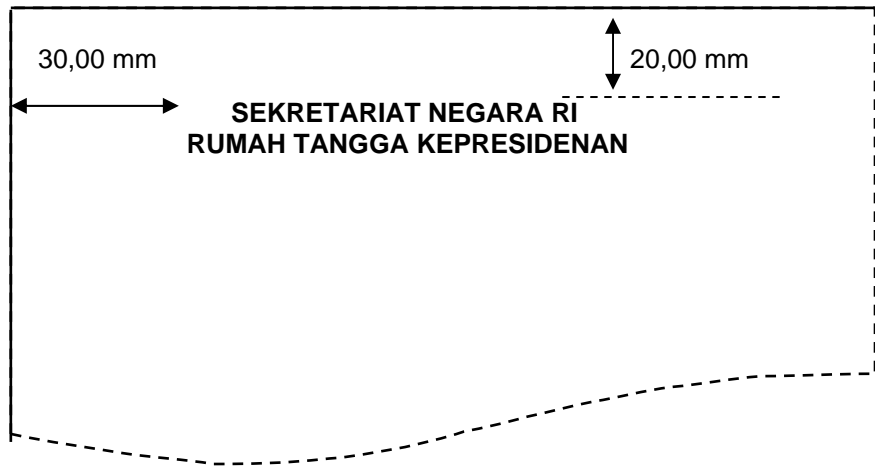 30,00 mm
20,00 mm
SEKRETARIAT NEGARA RI
RUMAH TANGGA KEPRESIDENAN